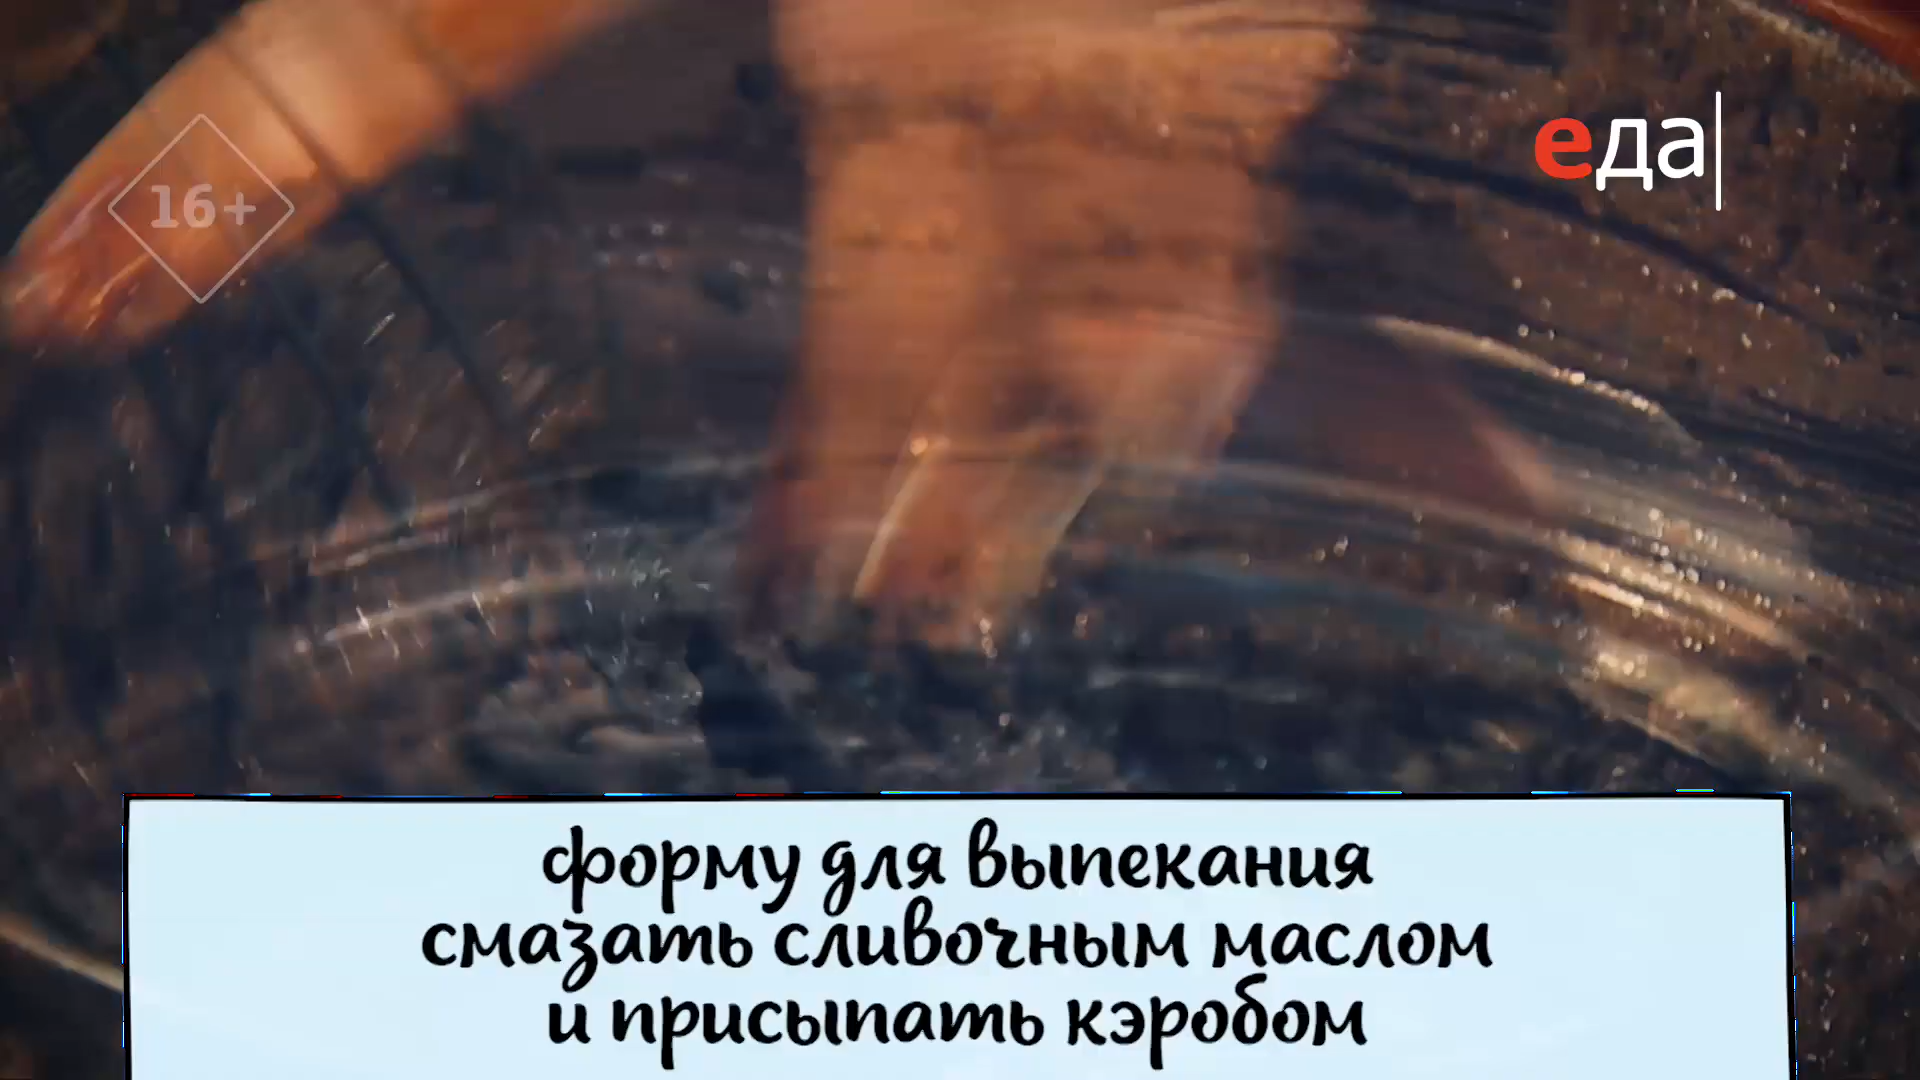 16+
еда
форму для выпекания
смазать сливочным маслом
и присыпать кэробом